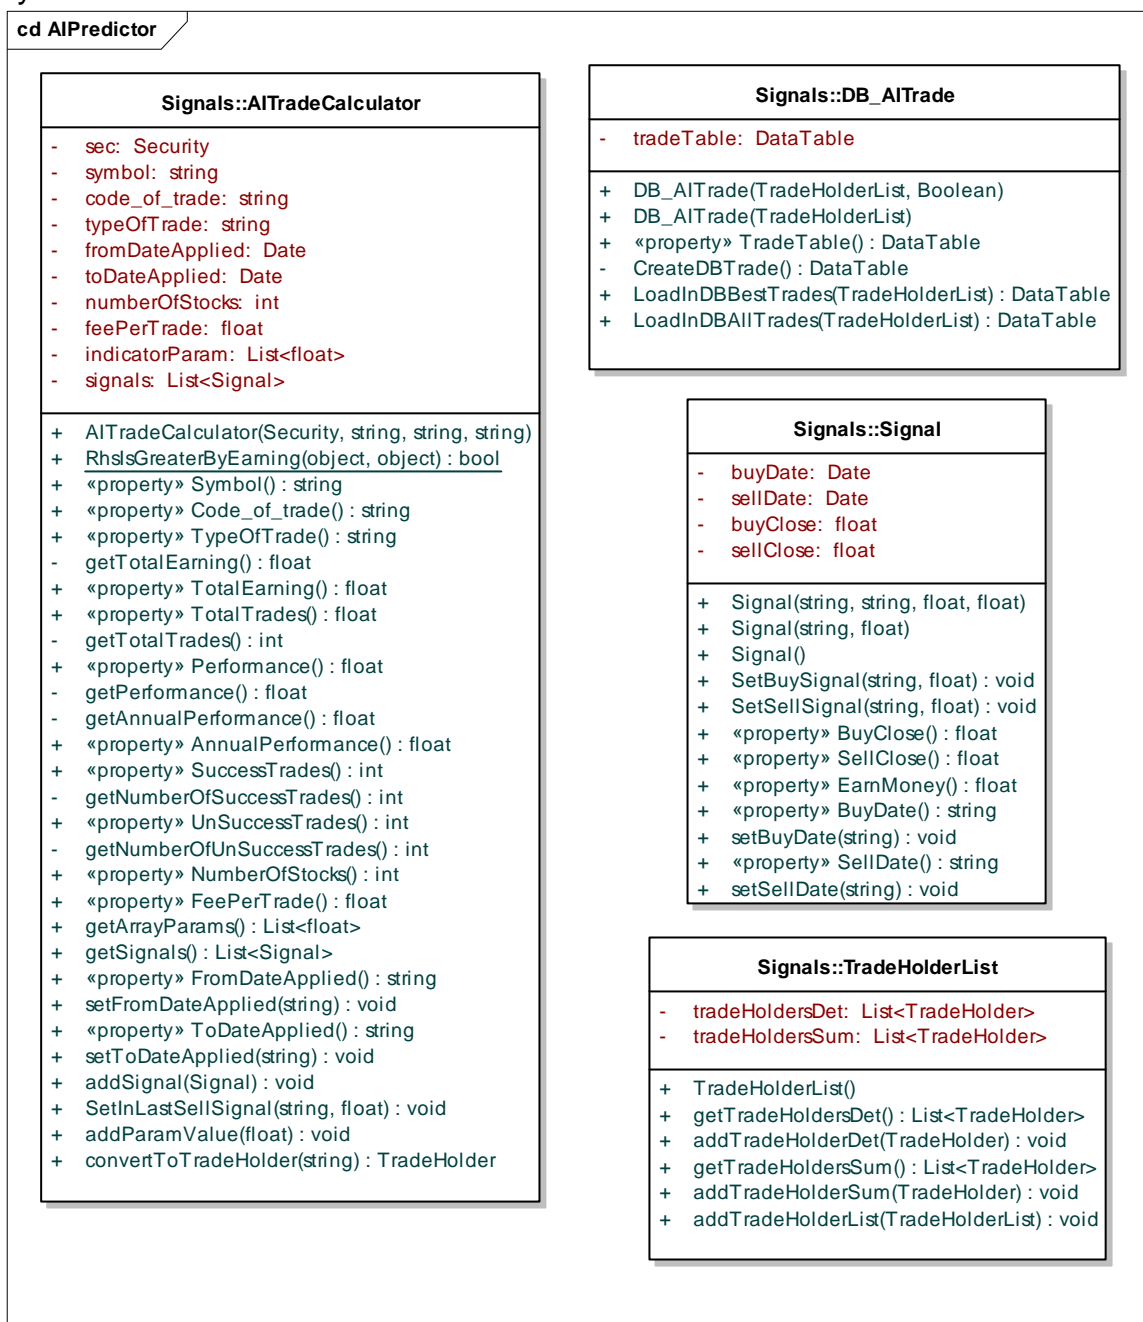 cd AIPredictor
Signals::AITradeCalculator
- sec: Security
- symbol: string
- code_of_trade: string
- typeOfTrade: string
- fromDateApplied: Date
- toDateApplied: Date
- numberOfStocks: int
- feePerTrade: float
- indicatorParam: List<float>
- signals: List<Signal>
+ AITradeCalculator(Security, string, string, string)
+ RhsIsGreaterByEarning(object, object) : bool
+ «property» Symbol() : string
+ «property» Code_of_trade() : string
+ «property» TypeOfTrade() : string
- getTotalEarning() : float
+ «property» TotalEarning() : float
+ «property» TotalTrades() : float
- getTotalTrades() : int
+ «property» Performance() : float
- getPerformance() : float
- getAnnualPerformance() : float
+ «property» AnnualPerformance() : float
+ «property» SuccessTrades() : int
- getNumberOfSuccessTrades() : int
+ «property» UnSuccessTrades() : int
- getNumberOfUnSuccessTrades() : int
+ «property» NumberOfStocks() : int
+ «property» FeePerTrade() : float
+ getArrayParams() : List<float>
+ getSignals() : List<Signal>
+ «property» FromDateApplied() : string
+ setFromDateApplied(string) : void
+ «property» ToDateApplied() : string
+ setToDateApplied(string) : void
+ addSignal(Signal) : void
+ SetInLastSellSignal(string, float) : void
+ addParamValue(float) : void
+ convertToTradeHolder(string) : TradeHolder
Signals::DB_AITrade
- tradeTable: DataTable
+ DB_AITrade(TradeHolderList, Boolean)
+ DB_AITrade(TradeHolderList)
+ «property» TradeTable() : DataTable
- CreateDBTrade() : DataTable
+ LoadInDBBestTrades(TradeHolderList) : DataTable
+ LoadInDBAllTrades(TradeHolderList) : DataTable
Signals::Signal
- buyDate: Date
- sellDate: Date
- buyClose: float
- sellClose: float
+ Signal(string, string, float, float)
+ Signal(string, float)
+ Signal()
+ SetBuySignal(string, float) : void
+ SetSellSignal(string, float) : void
+ «property» BuyClose() : float
+ «property» SellClose() : float
+ «property» EarnMoney() : float
+ «property» BuyDate() : string
+ setBuyDate(string) : void
+ «property» SellDate() : string
+ setSellDate(string) : void
Signals::TradeHolderList
- tradeHoldersDet: List<TradeHolder>
- tradeHoldersSum: List<TradeHolder>
+ TradeHolderList()
+ getTradeHoldersDet() : List<TradeHolder>
+ addTradeHolderDet(TradeHolder) : void
+ getTradeHoldersSum() : List<TradeHolder>
+ addTradeHolderSum(TradeHolder) : void
+ addTradeHolderList(TradeHolderList) : void